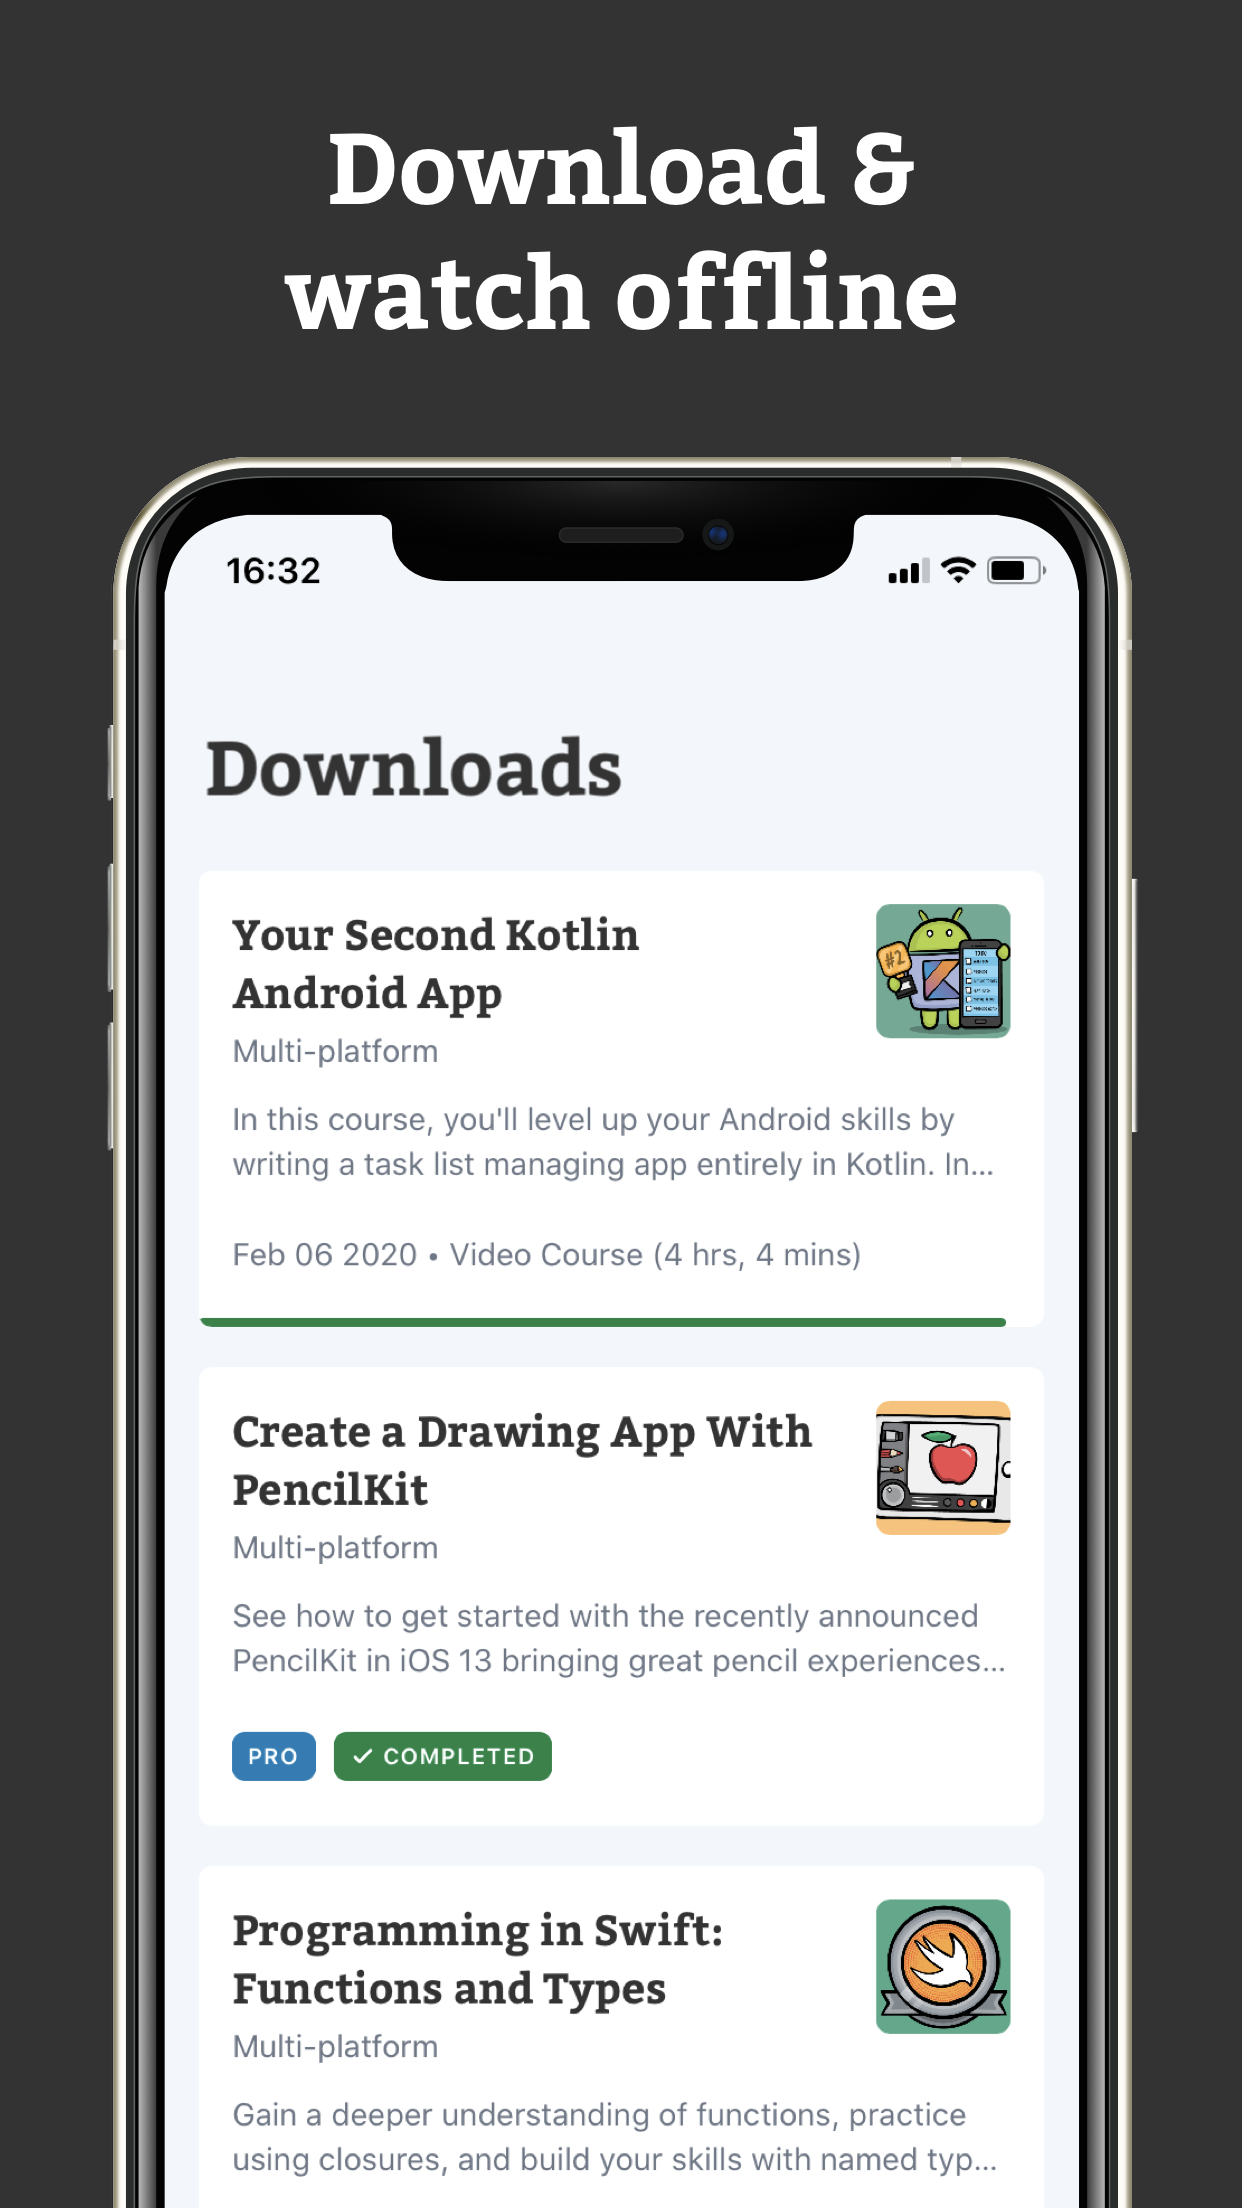 Download &
watch offline
16:32
Downloads
Your Second Kotlin
Android App
#2
Multi-platform
In this course, you'll level up your Android skills by
writing a task list managing app entirely in Kotlin. In...
Feb 06 2020 • Video Course (4 hrs, 4 mins)
Create a Drawing App With
PencilKit
Multi-platform
See how to get started with the recently announced
PencilKit in iOS 13 bringing great pencil experiences...
PRO
✓ COMPLETED
Programming in Swift:
Functions and Types
Multi-platform
Gain a deeper understanding of functions, practice
using closures, and build your skills with named typ...